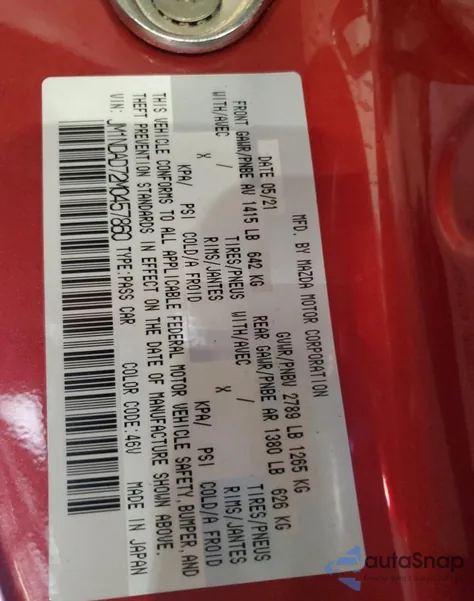 MFD. BY MAZDA MOTOR CORPORATION
DATE 05/21 GVWR/PNBV 2789 LB 1265 KG
FRONT GAWR/PNBE AV 1415 LB 642 KG REAR GAWR/PNBE AR 1380 LB 626 KG
WITH/AVEC / TIRES/PNEUS WITH/AVEC / TIRES/PNEUS
X RIMS/JANTES X RIMS/JANTES
KPA/ PSI COLD/A FROID KPA/ PSI COLD/A FROID
THIS VEHICLE CONFORMS TO ALL APPLICABLE FEDERAL MOTOR VEHICLE SAFETY, BUMPER, AND
THEFT PREVENTION STANDARDS IN EFFECT ON THE DATE OF MANUFACTURE SHOWN ABOVE.
VIN: JM1NDAD72M0457860 TYPE:PASS CAR COLOR CODE:46V MADE IN JAPAN
autaSnap